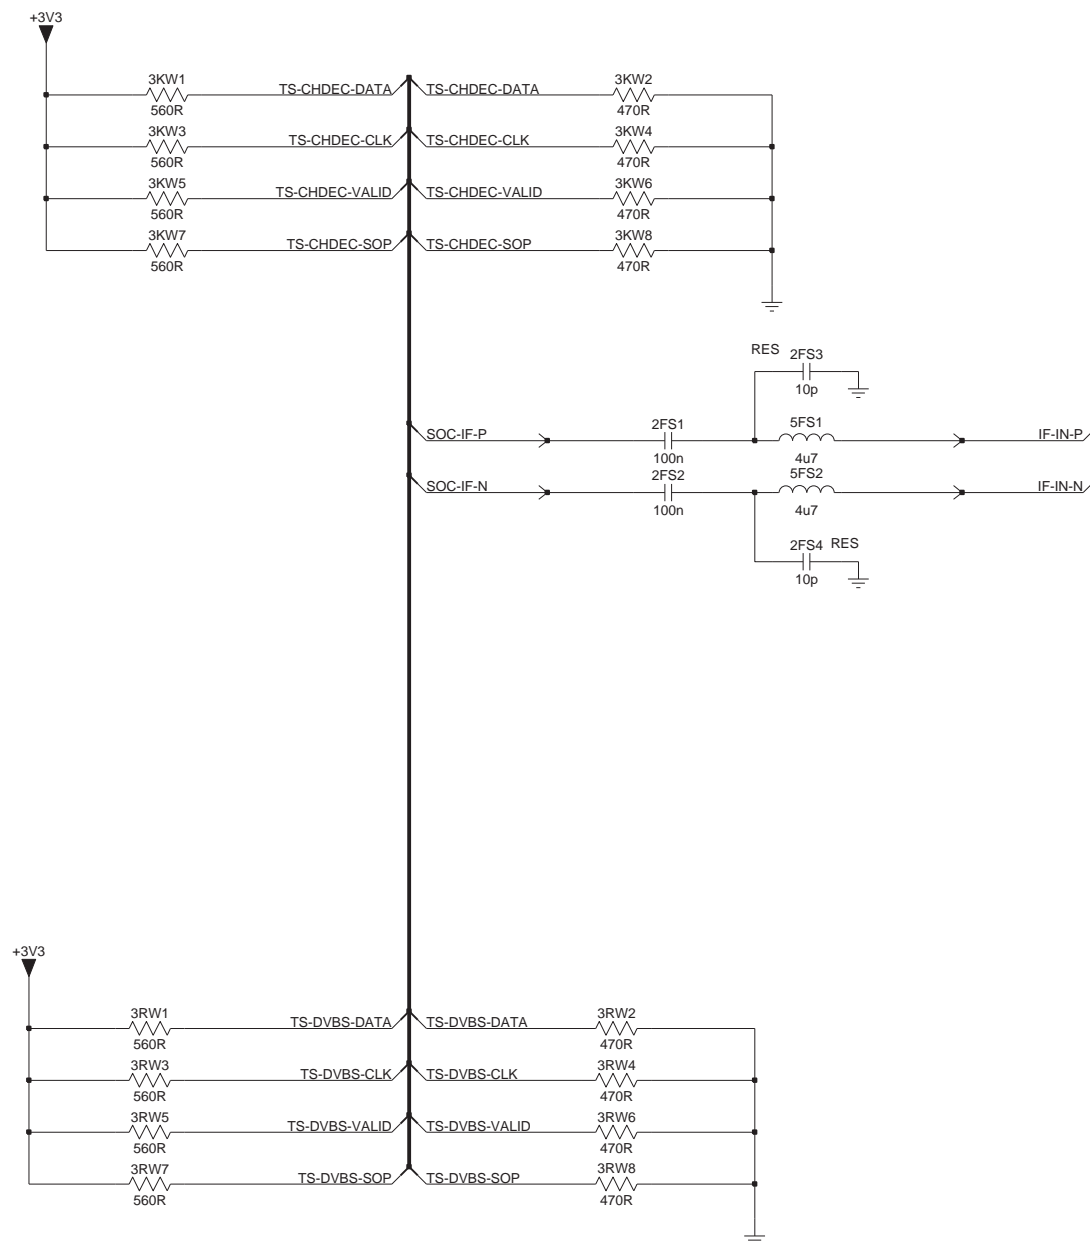 +3V3
3KW1
560R
TS-CHDEC-DATA
TS-CHDEC-DATA
3KW2
470R
3KW3
560R
TS-CHDEC-CLK
TS-CHDEC-CLK
3KW4
470R
3KW5
560R
TS-CHDEC-VALID
TS-CHDEC-VALID
3KW6
470R
3KW7
560R
TS-CHDEC-SOP
TS-CHDEC-SOP
3KW8
470R
RES
2FS3
10p
SOC-IF-P
2FS1
100n
5FS1
4u7
IF-IN-P
SOC-IF-N
2FS2
100n
5FS2
4u7
IF-IN-N
2FS4
RES
10p
+3V3
3RW1
560R
TS-DVBS-DATA
TS-DVBS-DATA
3RW2
470R
3RW3
560R
TS-DVBS-CLK
TS-DVBS-CLK
3RW4
470R
3RW5
560R
TS-DVBS-VALID
TS-DVBS-VALID
3RW6
470R
3RW7
560R
TS-DVBS-SOP
TS-DVBS-SOP
3RW8
470R